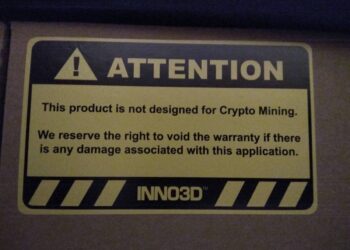 ATTENTION
This product is not designed for Crypto Mining.
We reserve the right to void the warranty if there
is any damage associated with this application.
INNO3D™